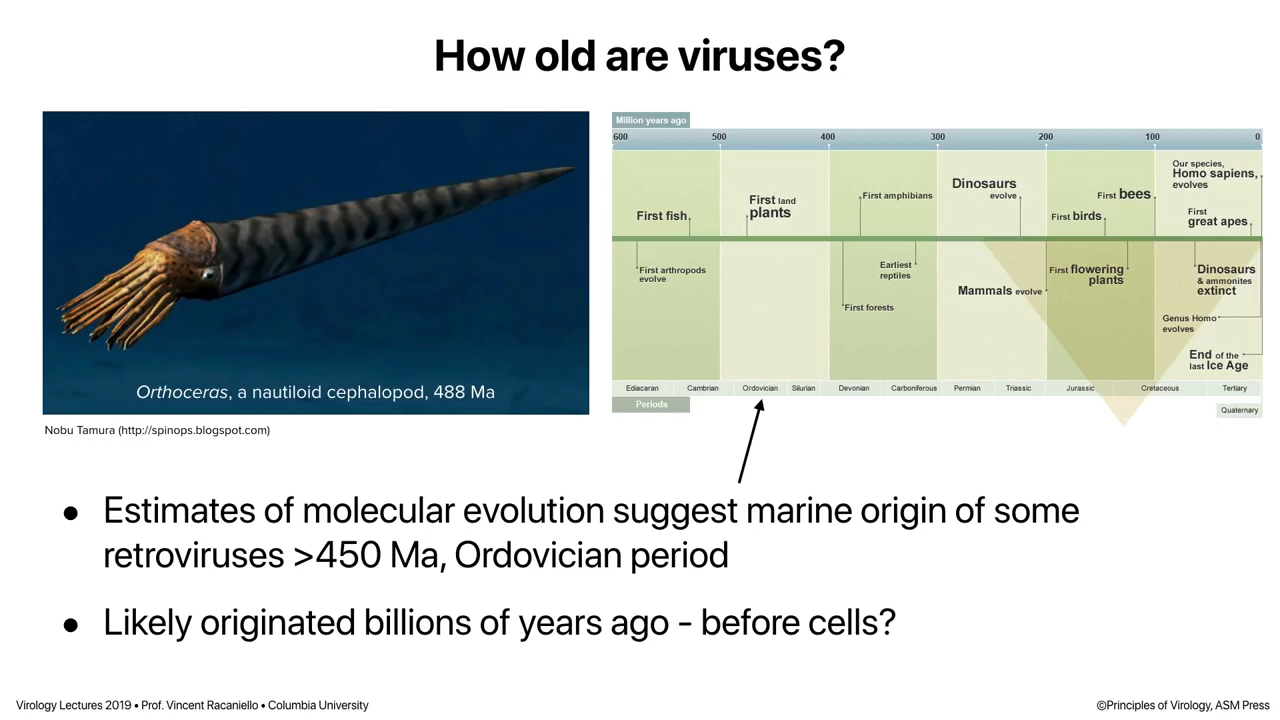 How old are viruses?
Orthoceras, a nautiloid cephalopod, 488 Ma
Nobu Tamura (http://spinops.blogspot.com)
Million years ago
600 500 400 300 200 100 0
First fish
First land
plants
First amphibians
Dinosaurs
evolve
First bees
First birds
Our species,
Homo sapiens,
evolves
First
great apes
First arthropods
evolve
First forests
Earliest
reptiles
Mammals evolve
First flowering
plants
Dinosaurs
& ammonites
extinct
Genus Homo
evolves
End of the
last Ice Age
Ediacaran Cambrian Ordovician Silurian Devonian Carboniferous Permian Triassic Jurassic Cretaceous Tertiary
Periods
Quaternary
● Estimates of molecular evolution suggest marine origin of some
retroviruses >450 Ma, Ordovician period
● Likely originated billions of years ago - before cells?
Virology Lectures 2019 • Prof. Vincent Racaniello • Columbia University
©Principles of Virology, ASM Press